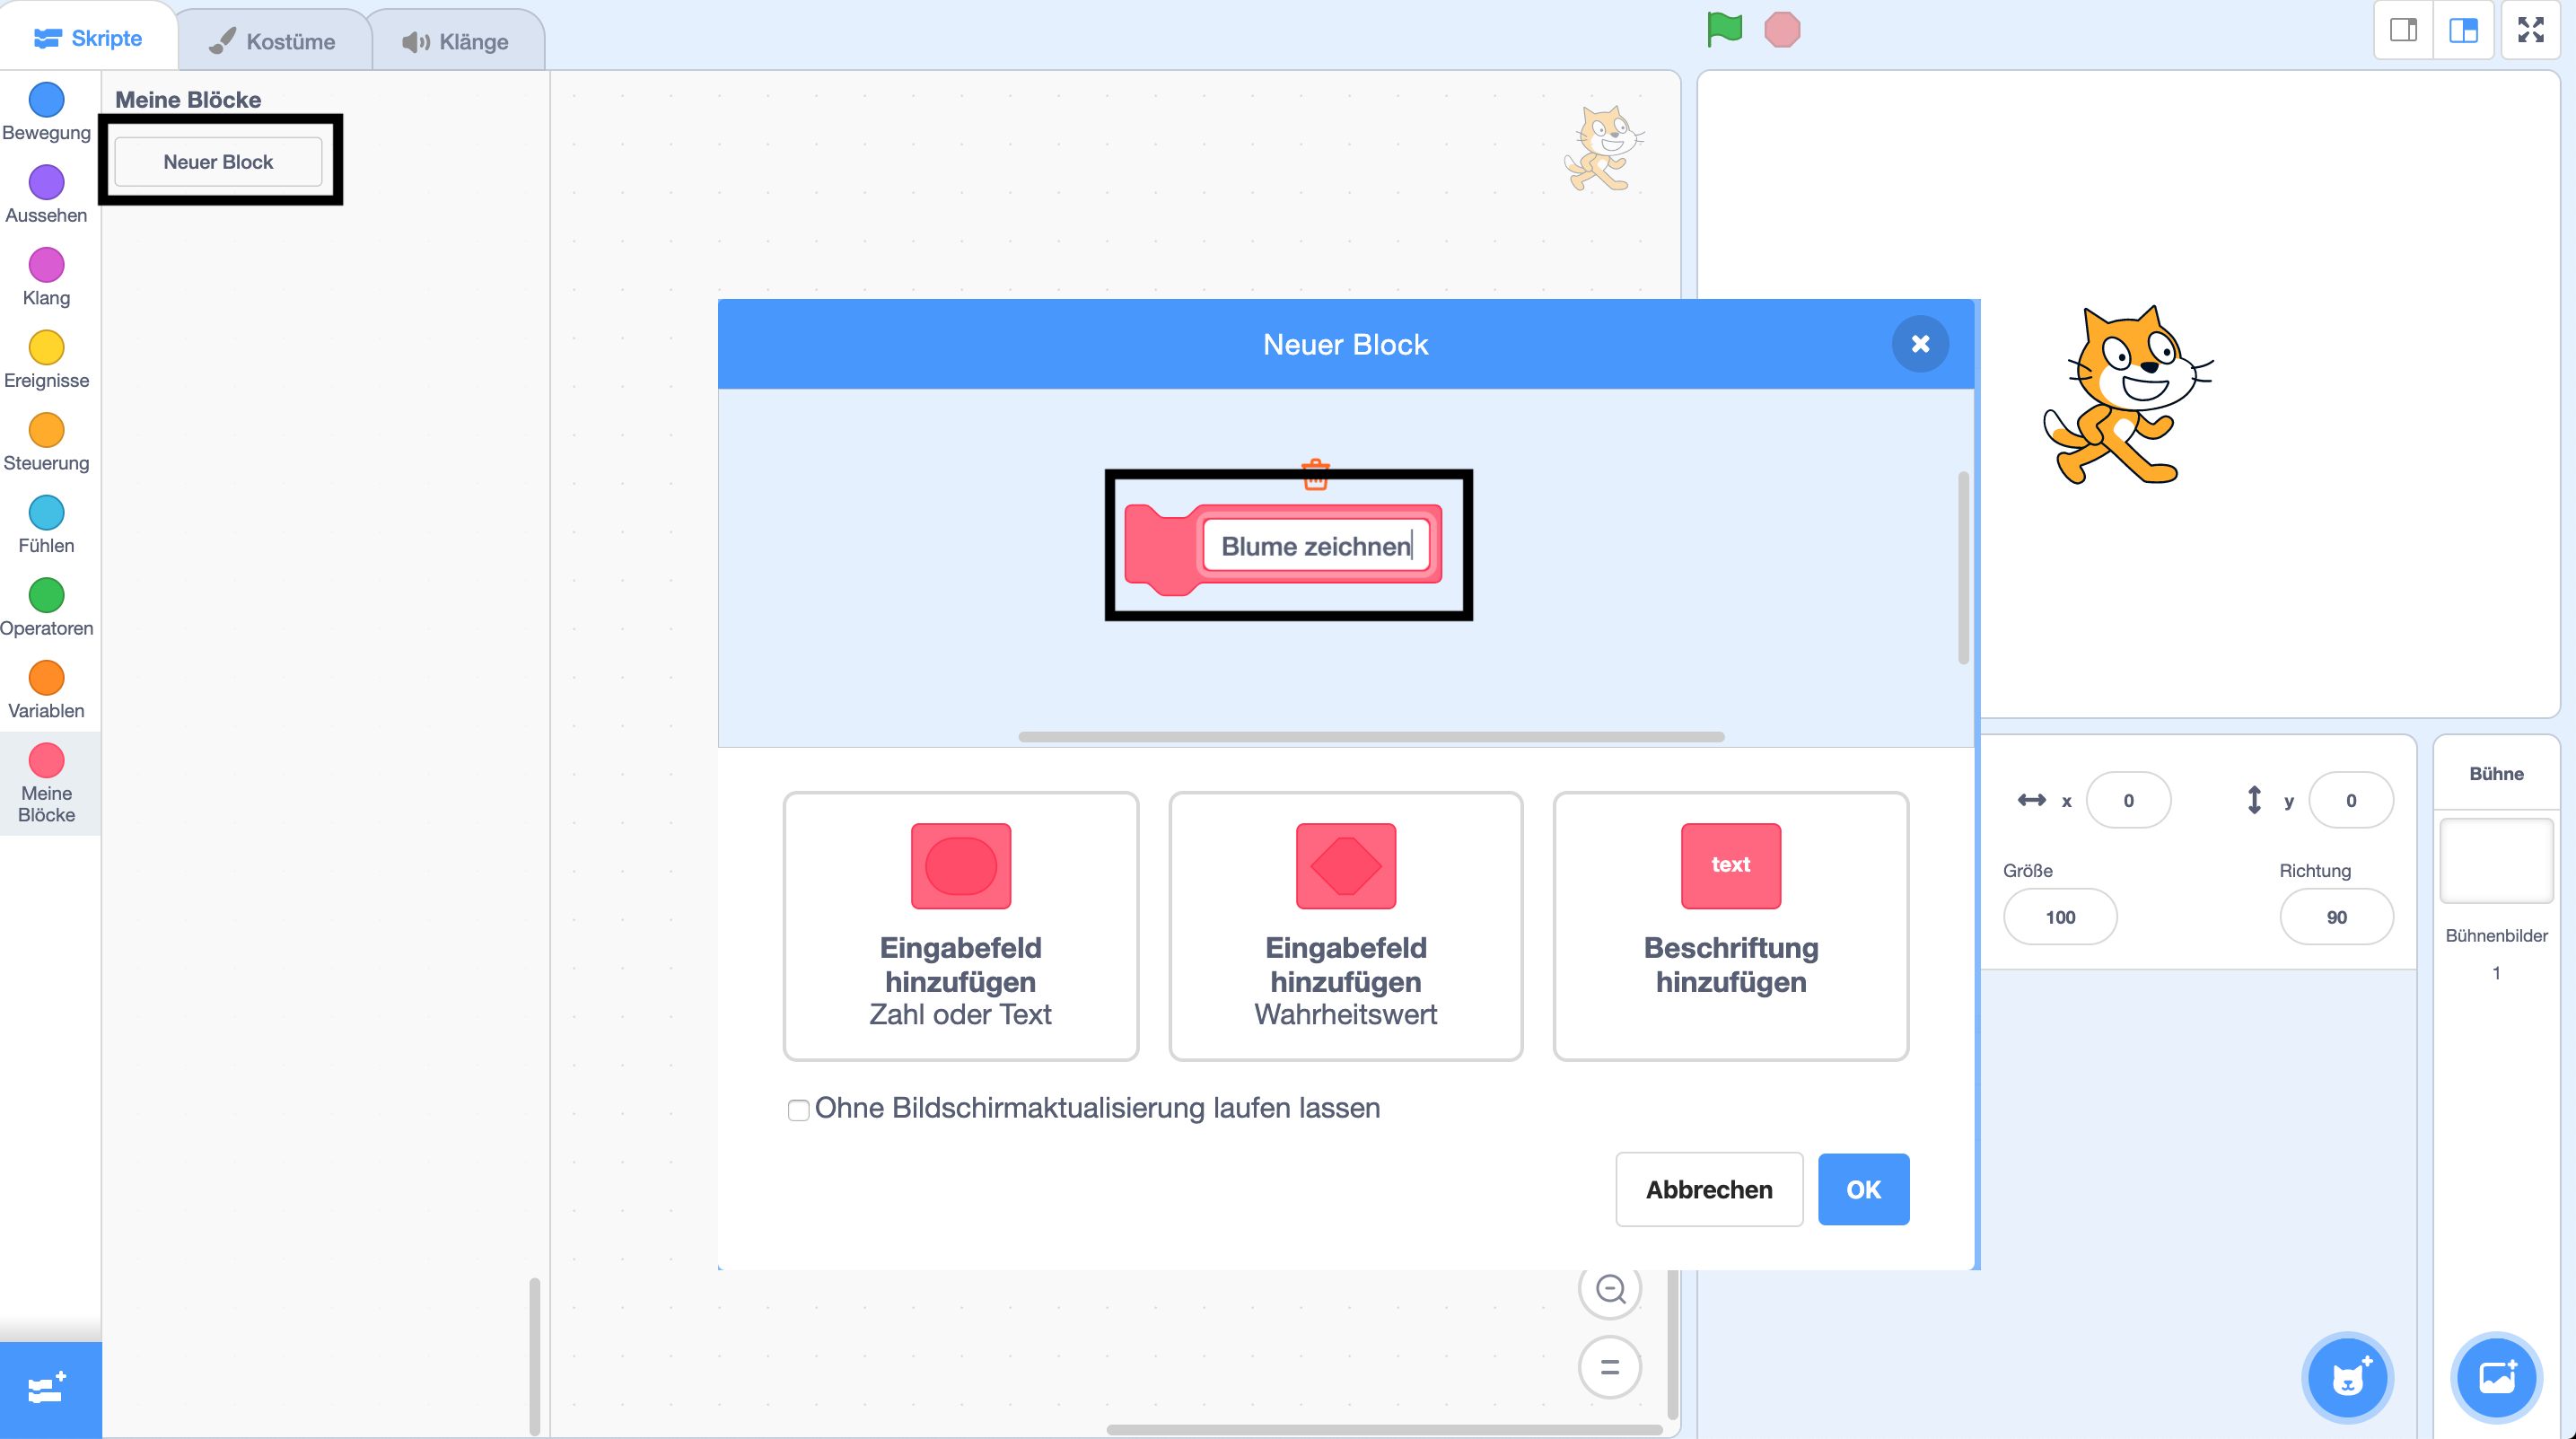 Skripte
Kostüme
Klänge
Bewegung
Aussehen
Klang
Ereignisse
Steuerung
Fühlen
Operatoren
Variablen
Meine
Blöcke
Meine Blöcke
Neuer Block
Neuer Block
Blume zeichnen
Eingabefeld
hinzufügen
Zahl oder Text
Eingabefeld
hinzufügen
Wahrheitswert
text
Beschriftung
hinzufügen
Ohne Bildschirmaktualisierung laufen lassen
Abbrechen
OK
x 0
y 0
Größe
100
Richtung
90
Bühne
Bühnenbilder
1